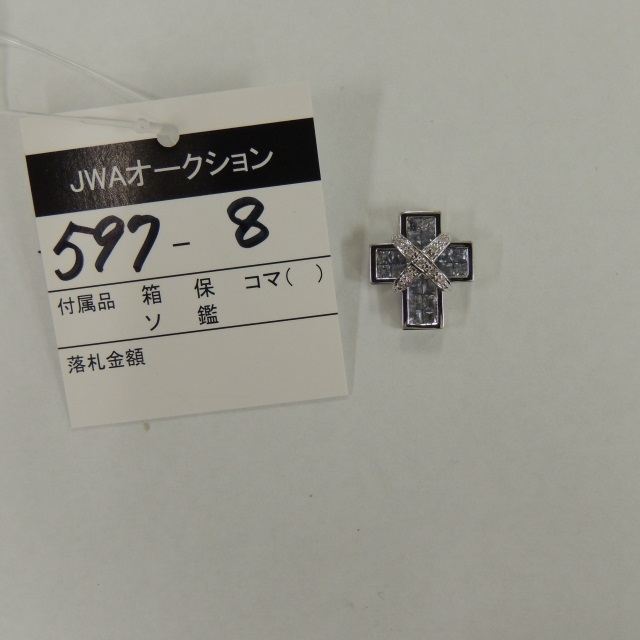 JWAオークション
597-8
付属品 箱 保 コマ( )
ソ 鑑
落札金額